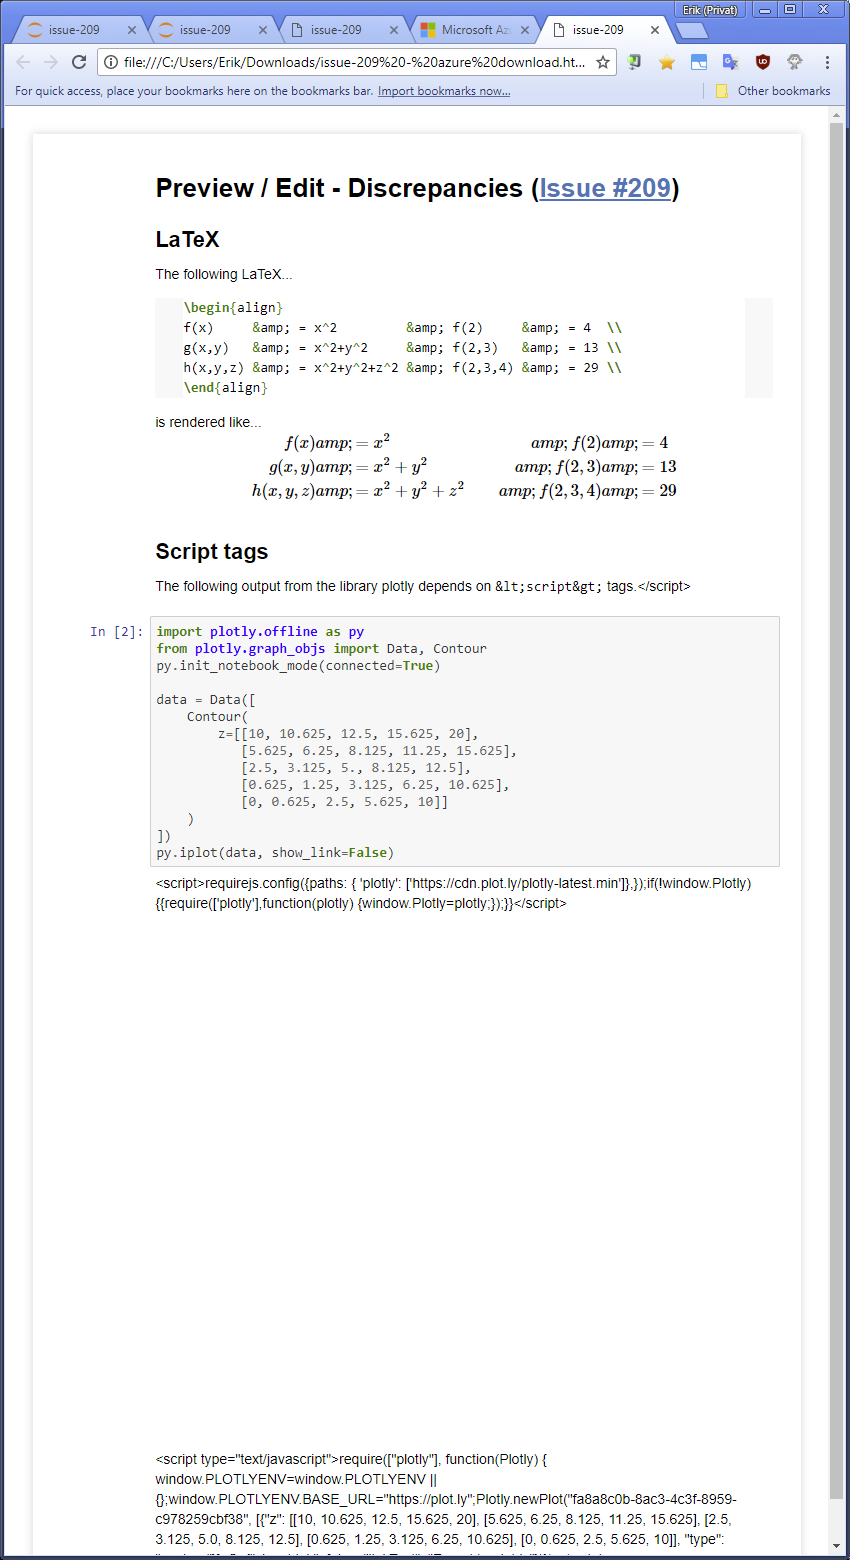 Erik (Privat)
issue-209
issue-209
issue-209
Microsoft Az
issue-209
file:///C:/Users/Erik/Downloads/issue-209%20-%20azure%20download.ht...
For quick access, place your bookmarks here on the bookmarks bar. Import bookmarks now...
Other bookmarks
Preview / Edit - Discrepancies (Issue #209)
LaTeX
The following LaTeX...
\begin{align}
f(x)     &amp; = x^2         &amp; f(2)     &amp; = 4  \\
g(x,y)   &amp; = x^2+y^2     &amp; f(2,3)   &amp; = 13 \\
h(x,y,z) &amp; = x^2+y^2+z^2 &amp; f(2,3,4) &amp; = 29 \\
\end{align}
is rendered like...
f(x)amp; = x² amp; f(2)amp; = 4
g(x, y)amp; = x² + y² amp; f(2, 3)amp; = 13
h(x, y, z)amp; = x² + y² + z² amp; f(2, 3, 4)amp; = 29
Script tags
The following output from the library plotly depends on &lt;script&gt; tags.</script>
In [2]:
import plotly.offline as py
from plotly.graph_objs import Data, Contour
py.init_notebook_mode(connected=True)
data = Data([
    Contour(
        z=[[10, 10.625, 12.5, 15.625, 20],
           [5.625, 6.25, 8.125, 11.25, 15.625],
           [2.5, 3.125, 5., 8.125, 12.5],
           [0.625, 1.25, 3.125, 6.25, 10.625],
           [0, 0.625, 2.5, 5.625, 10]]
    )
])
py.iplot(data, show_link=False)
<script>requirejs.config({paths: { 'plotly': ['https://cdn.plot.ly/plotly-latest.min']},});if(!window.Plotly)
{{require(['plotly'],function(plotly) {window.Plotly=plotly;});}}</script>
<script type="text/javascript">require(["plotly"], function(Plotly) {
window.PLOTLYENV=window.PLOTLYENV ||
{};window.PLOTLYENV.BASE_URL="https://plot.ly";Plotly.newPlot("fa8a8c0b-8ac3-4c3f-8959-
c978259cbf38", [{"z": [[10, 10.625, 12.5, 15.625, 20], [5.625, 6.25, 8.125, 11.25, 15.625], [2.5,
3.125, 5.0, 8.125, 12.5], [0.625, 1.25, 3.125, 6.25, 10.625], [0, 0.625, 2.5, 5.625, 10]], "type":